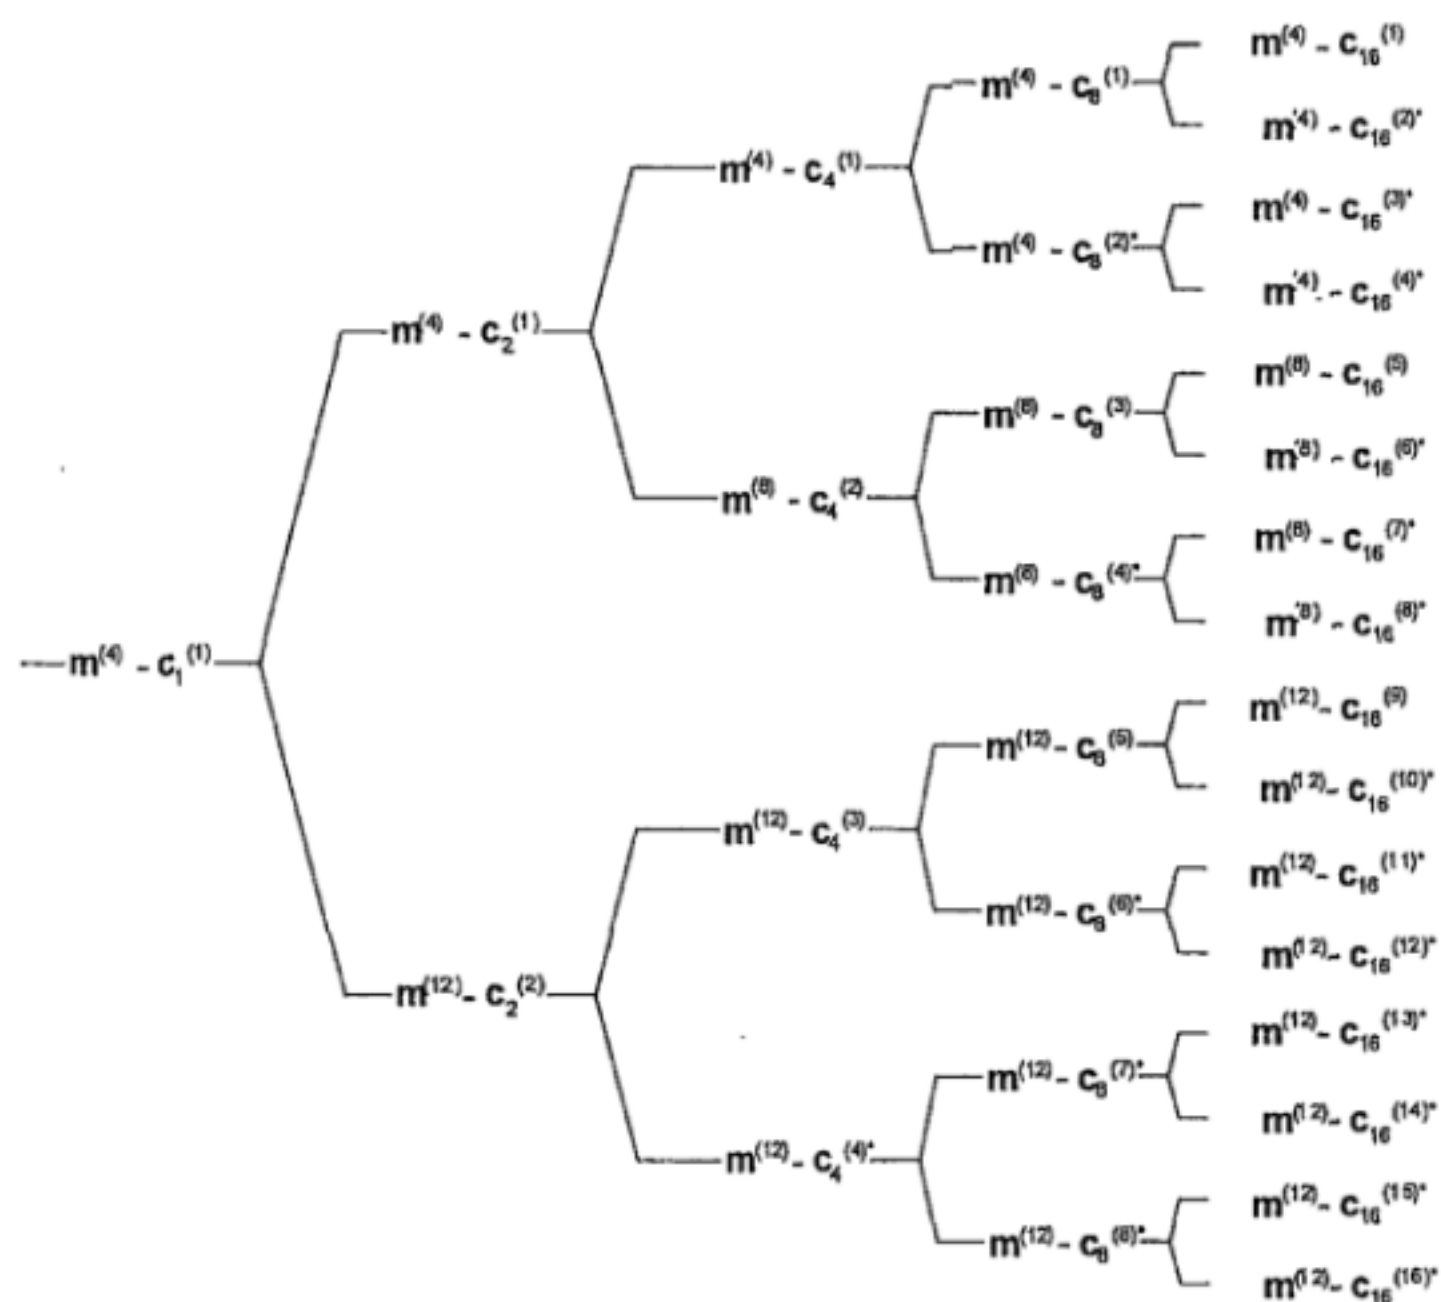 m(4) - c1(1)
m(4) - c2(1)
m(12) - c2(2)
m(4) - c4(1)
m(8) - c4(2)
m(12) - c4(3)
m(12) - c4(4)*
m(4) - c8(1)
m(4) - c8(2)*
m(8) - c8(3)
m(8) - c8(4)*
m(12) - c8(5)
m(12) - c8(6)*
m(12) - c8(7)*
m(12) - c8(8)*
m(4) - c16(1)
m(4) - c16(2)*
m(4) - c16(3)*
m(4) - c16(4)*
m(8) - c16(5)
m(8) - c16(6)*
m(8) - c16(7)*
m(8) - c16(8)*
m(12) - c16(9)
m(12) - c16(10)*
m(12) - c16(11)*
m(12) - c16(12)*
m(12) - c16(13)*
m(12) - c16(14)*
m(12) - c16(15)*
m(12) - c16(16)*